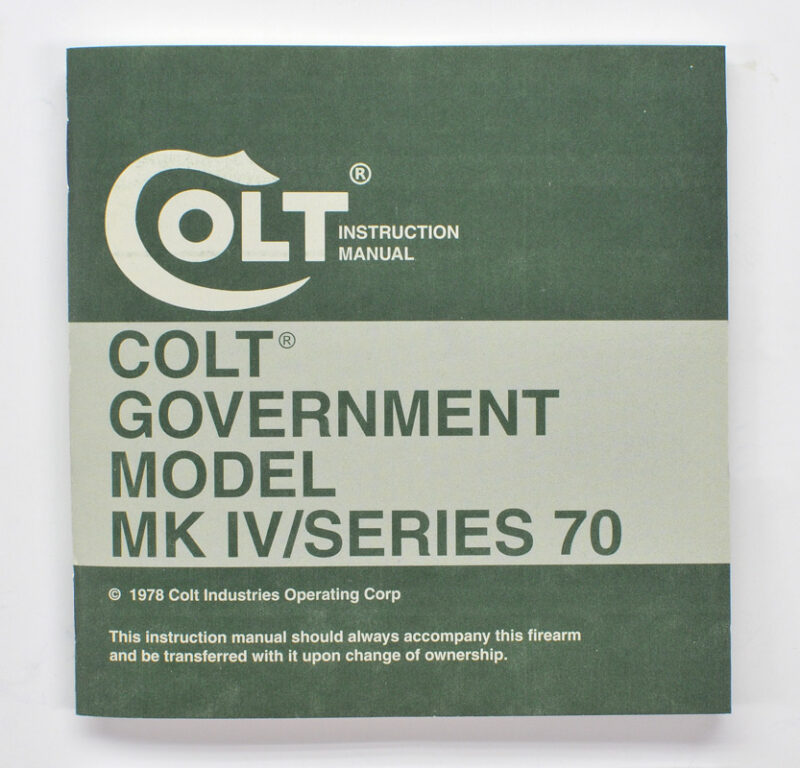 COLT®
INSTRUCTION
MANUAL
COLT®
GOVERNMENT
MODEL
MK IV/SERIES 70
© 1978 Colt Industries Operating Corp
This instruction manual should always accompany this firearm
and be transferred with it upon change of ownership.